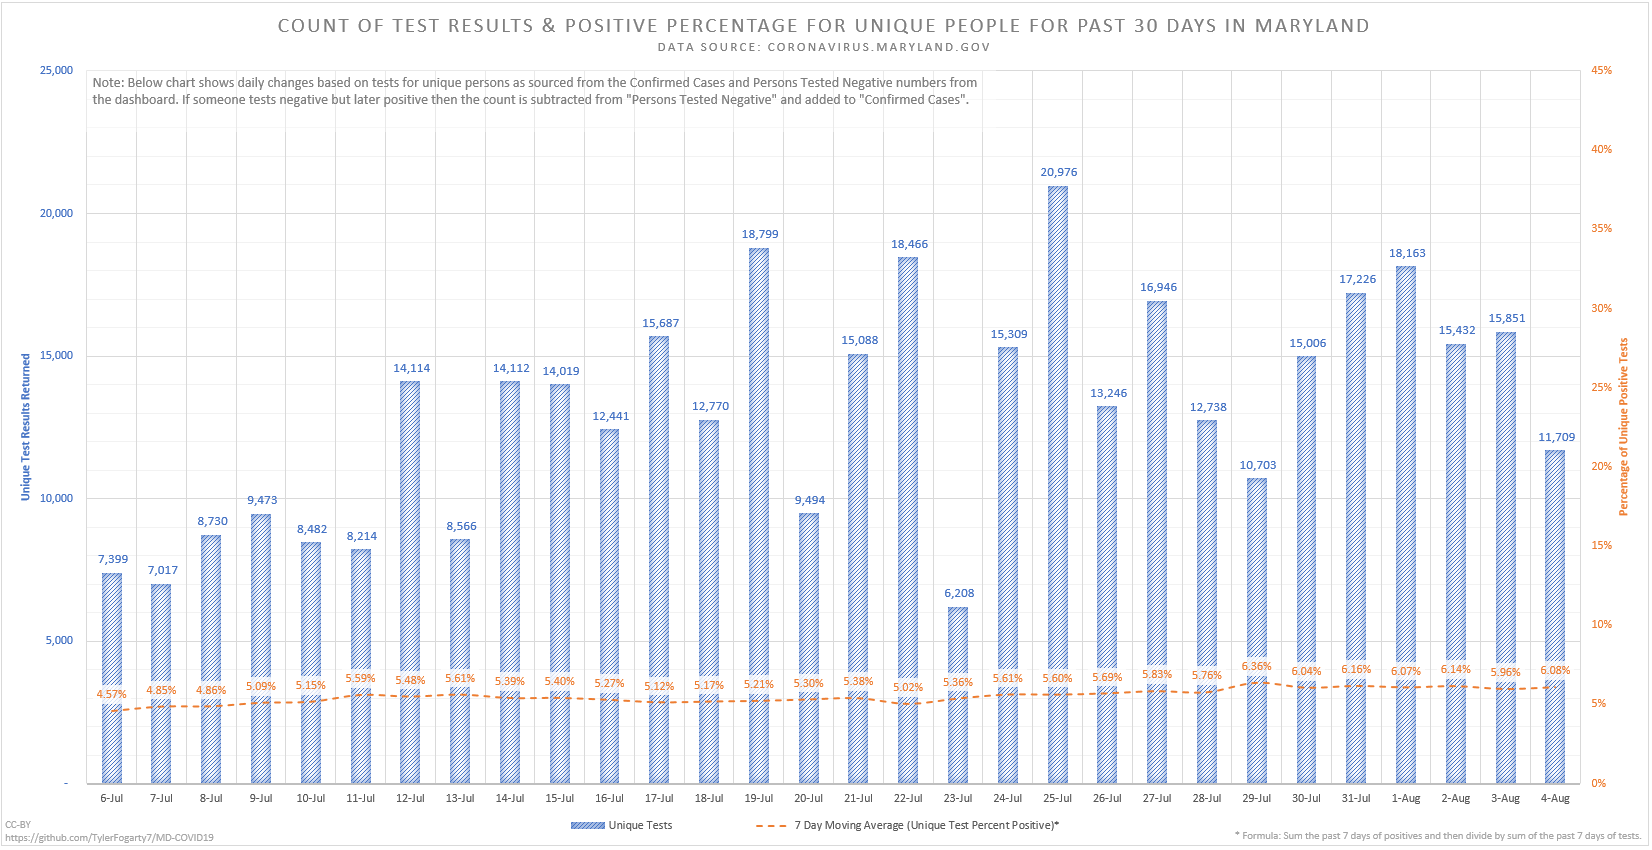 COUNT OF TEST RESULTS & POSITIVE PERCENTAGE FOR UNIQUE PEOPLE FOR PAST 30 DAYS IN MARYLAND
DATA SOURCE: CORONAVIRUS.MARYLAND.GOV
Note: Below chart shows daily changes based on tests for unique persons as sourced from the Confirmed Cases and Persons Tested Negative numbers from
the dashboard. If someone tests negative but later positive then the count is subtracted from "Persons Tested Negative" and added to "Confirmed Cases".
Unique Test Results Returned
25,000
20,000
15,000
10,000
5,000
-
7,399
7,017
8,730
9,473
8,482
8,214
14,114
8,566
14,112
14,019
12,441
15,687
12,770
18,799
9,494
15,088
18,466
6,208
15,309
20,976
13,246
16,946
12,738
10,703
15,006
17,226
18,163
15,432
15,851
11,709
4.57%
4.85%
4.86%
5.09%
5.15%
5.59%
5.48%
5.61%
5.39%
5.40%
5.27%
5.12%
5.17%
5.21%
5.30%
5.38%
5.02%
5.36%
5.61%
5.60%
5.69%
5.83%
5.76%
6.36%
6.04%
6.16%
6.07%
6.14%
5.96%
6.08%
45%
40%
35%
30%
25%
20%
15%
10%
5%
0%
Percentage of Unique Positive Tests
6-Jul
7-Jul
8-Jul
9-Jul
10-Jul
11-Jul
12-Jul
13-Jul
14-Jul
15-Jul
16-Jul
17-Jul
18-Jul
19-Jul
20-Jul
21-Jul
22-Jul
23-Jul
24-Jul
25-Jul
26-Jul
27-Jul
28-Jul
29-Jul
30-Jul
31-Jul
1-Aug
2-Aug
3-Aug
4-Aug
Unique Tests
7 Day Moving Average (Unique Test Percent Positive)*
CC-BY
https://github.com/TylerFogarty7/MD-COVID19
* Formula: Sum the past 7 days of positives and then divide by sum of the past 7 days of tests.